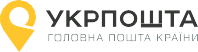 УКРПОШТА
ГОЛОВНА ПОШТА КРАЇНИ